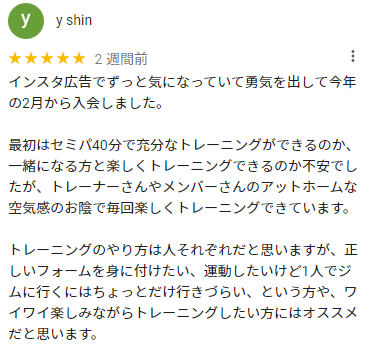 y
y shin
★★★★★ 2 週間前
インスタ広告でずっと気になっていて勇気を出して今年
の2月から入会しました。
最初はセミパ40分で充分なトレーニングができるのか、
一緒になる方と楽しくトレーニングできるのか不安でし
たが、トレーナーさんやメンバーさんのアットホームな
空気感のお陰で毎回楽しくトレーニングできています。
トレーニングのやり方は人それぞれだと思いますが、正
しいフォームを身に付けたい、運動したいけど1人でジ
ムに行くにはちょっとだけ行きづらい、という方や、ワ
イワイ楽しみながらトレーニングしたい方にはオススメ
だと思います。